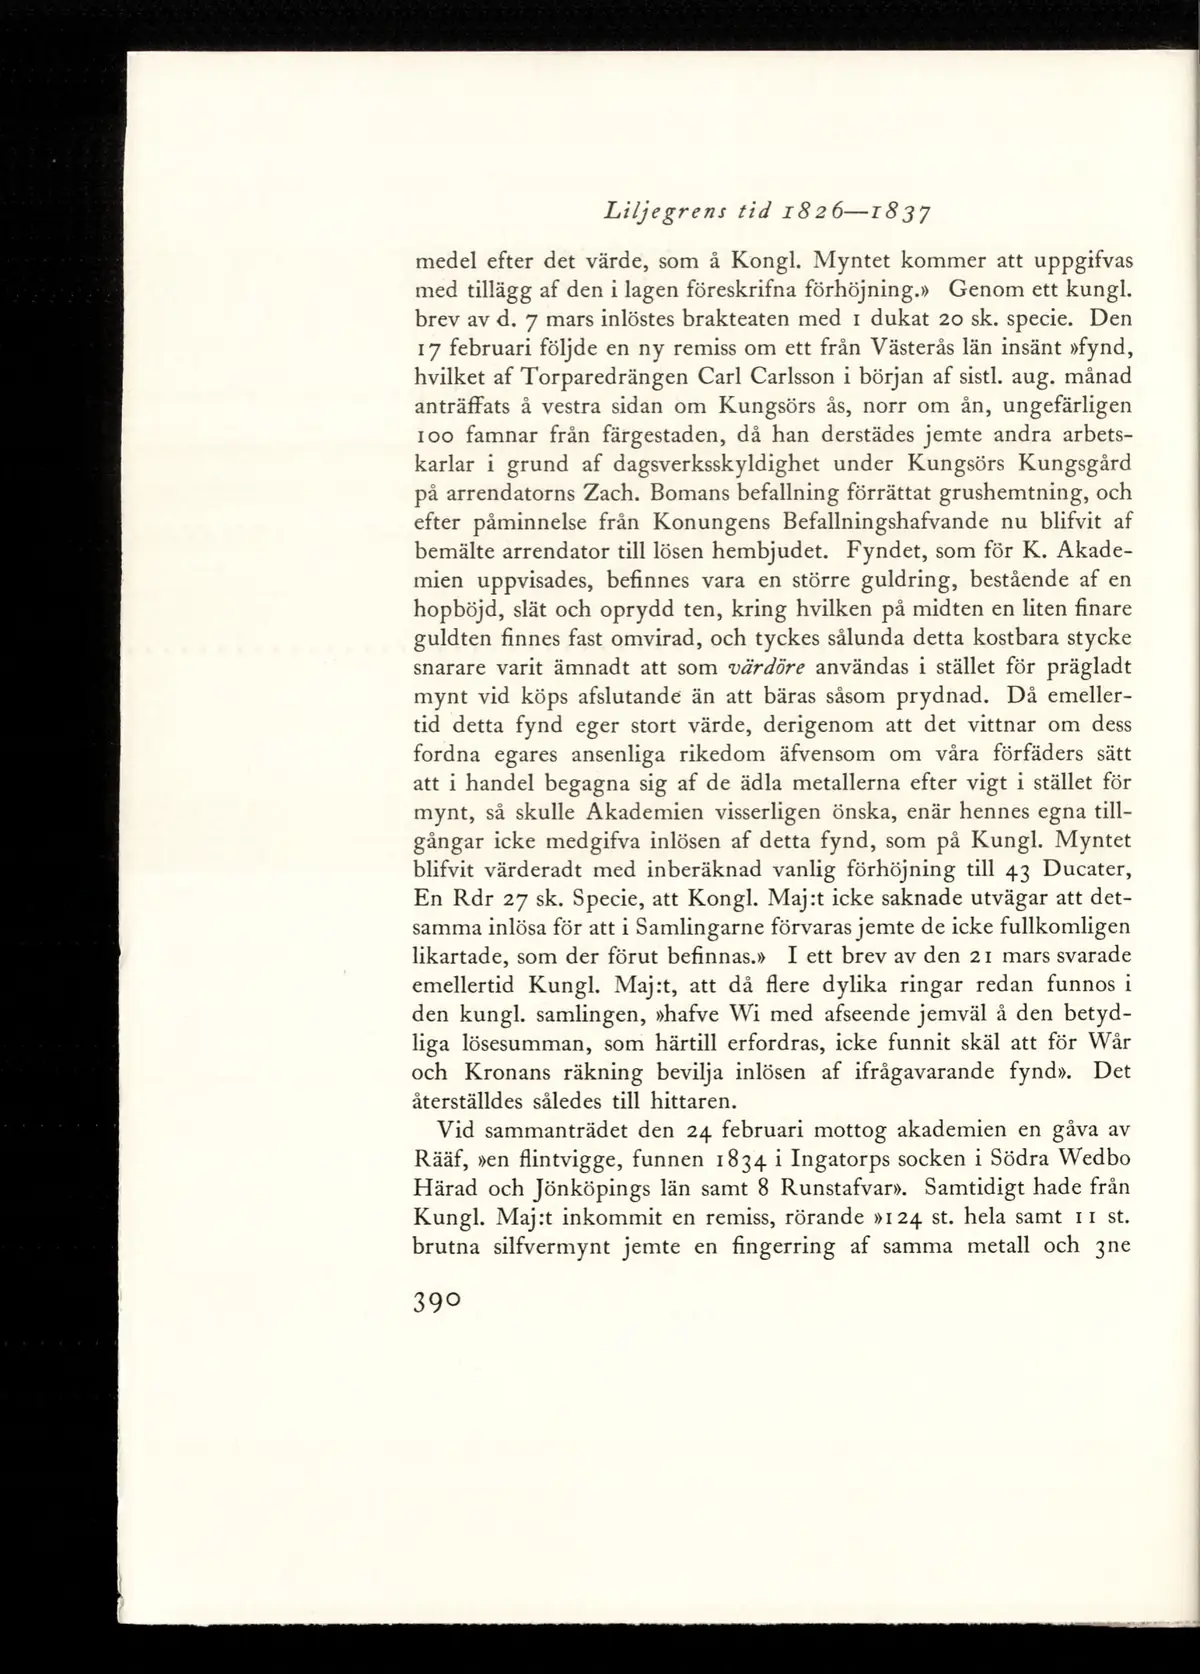 Liljegrens tid 1826—1837
medel efter det värde, som å Kongl. Myntet kommer att uppgifvas
med tillägg af den i lagen föreskrifna förhöjning.» Genom ett kungl.
brev av d. 7 mars inlöstes brakteaten med 1 dukat 20 sk. specie. Den
17 februari följde en ny remiss om ett från Västerås län insänt »fynd,
hvilket af Torparedrängen Carl Carlsson i början af sistl. aug. månad
anträffats å vestra sidan om Kungsörs ås, norr om ån, ungefärligen
100 famnar från färgestaden, då han derstädes jemte andra arbets-
karlar i grund af dagsverksskyldighet under Kungsörs Kungsgård
på arrendatorns Zach. Bomans befallning förrättat grushemtning, och
efter påminnelse från Konungens Befallningshafvande nu blifvit af
bemälte arrendator till lösen hembjudet. Fyndet, som för K. Akade-
mien uppvisades, befinnes vara en större guldring, bestående af en
hopböjd, slät och oprydd ten, kring hvilken på midten en liten finare
guldten finnes fast omvirad, och tyckes sålunda detta kostbara stycke
snarare varit ämnadt att som värdöre användas i stället för prägladt
mynt vid köps afslutande än att bäras såsom prydnad. Då emeller-
tid detta fynd eger stort värde, derigenom att det vittnar om dess
fordna egares ansenliga rikedom äfvensom om våra förfäders sätt
att i handel begagna sig af de ädla metallerna efter vigt i stället för
mynt, så skulle Akademien visserligen önska, enär hennes egna till-
gångar icke medgifva inlösen af detta fynd, som på Kungl. Myntet
blifvit värderadt med inberäknad vanlig förhöjning till 43 Ducater,
En Rdr 27 sk. Specie, att Kongl. Maj:t icke saknade utvägar att det-
samma inlösa för att i Samlingarne förvaras jemte de icke fullkomligen
likartade, som der förut befinnas.» I ett brev av den 21 mars svarade
emellertid Kungl. Maj:t, att då flere dylika ringar redan funnos i
den kungl. samlingen, »hafve Wi med afseende jemväl å den betyd-
liga lösesumman, som härtill erfordras, icke funnit skäl att för Wår
och Kronans räkning bevilja inlösen af ifrågavarande fynd». Det
återställdes således till hittaren.
Vid sammanträdet den 24 februari mottog akademien en gåva av
Rääf, »en flintvigge, funnen 1834 i Ingatorps socken i Södra Wedbo
Härad och Jönköpings län samt 8 Runstafvar». Samtidigt hade från
Kungl. Maj:t inkommit en remiss, rörande »124 st. hela samt 11 st.
brutna silfvermynt jemte en fingerring af samma metall och 3ne
390